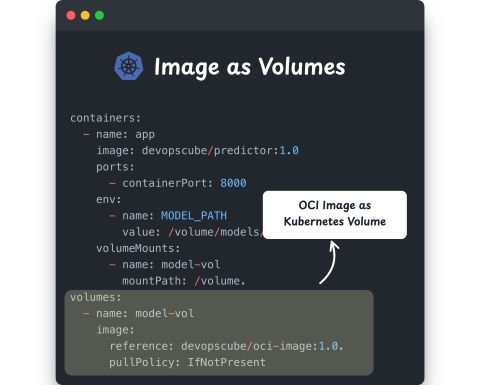 Image as Volumes
containers:
- name: app
image: devopscube/predictor:1.0
ports:
- containerPort: 8000
env:
- name: MODEL_PATH
value: /volume/models/
OCI Image as
Kubernetes Volume
volumeMounts:
- name: model-vol
mountPath: /volume.
volumes:
- name: model-vol
image:
reference: devopscube/oci-image:1.0.
pullPolicy: IfNotPresent